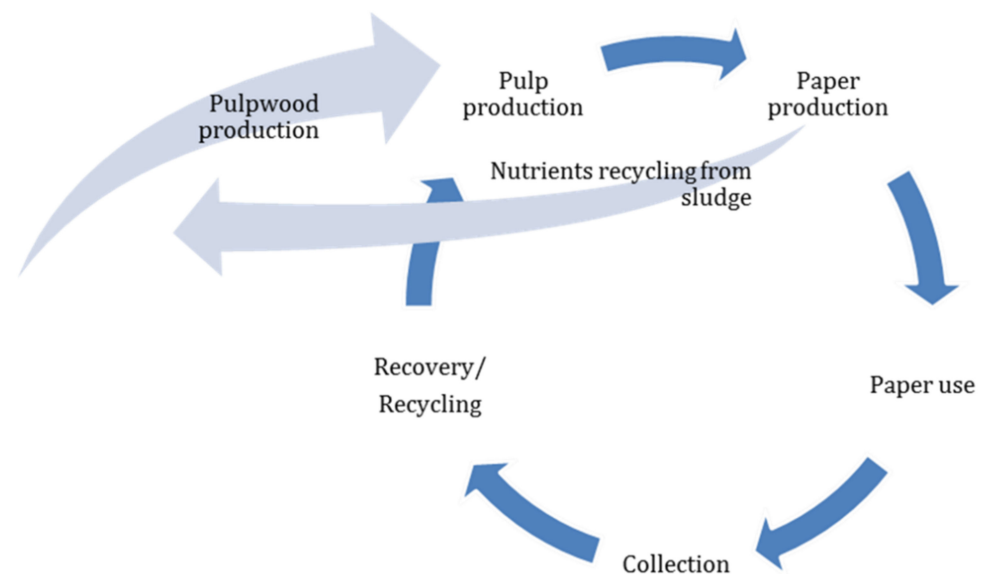 Pulpwood
production
Pulp
production
Paper
production
Nutrients recycling from
sludge
Recovery/
Recycling
Paper use
Collection